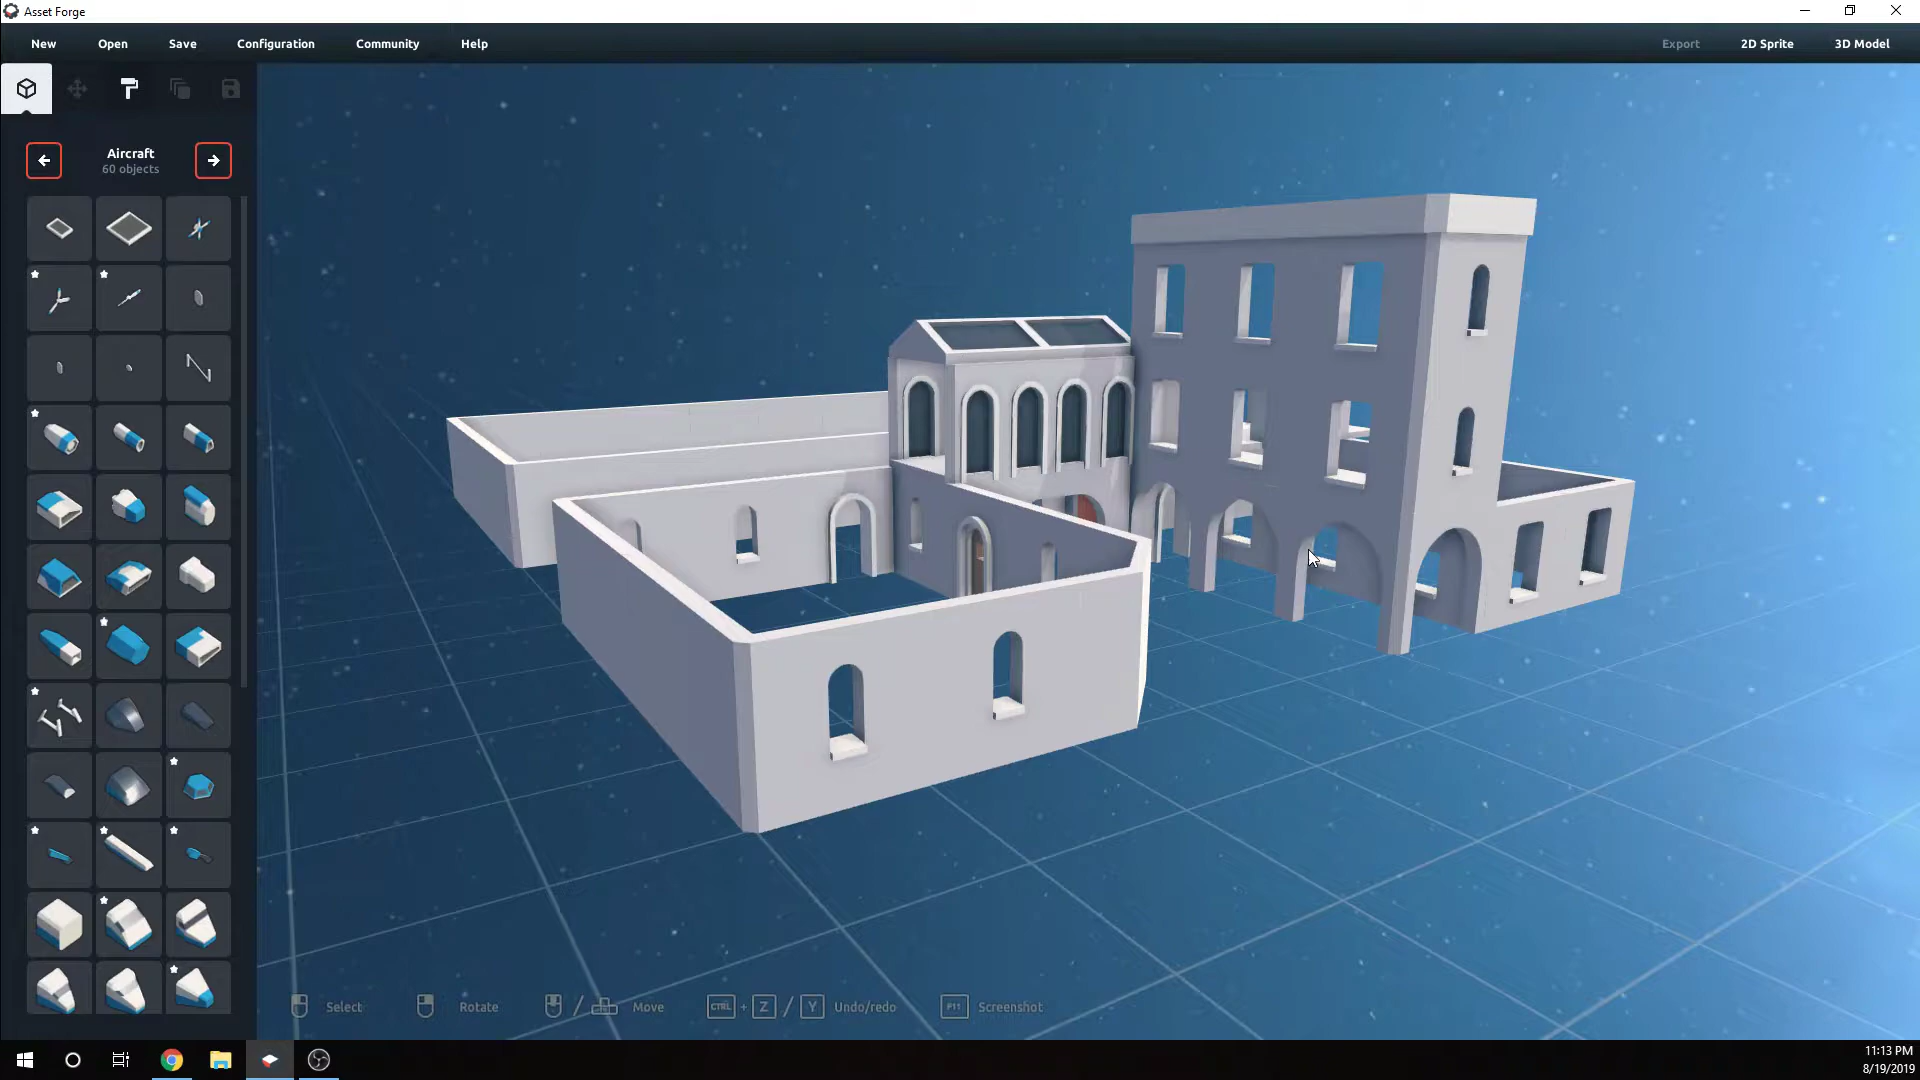 Asset Forge
New Open Save Configuration Community Help Export 2D Sprite 3D Model
Aircraft
60 objects
Select Rotate / Move CTRL + Z / Y Undo/redo F11 Screenshot
11:13 PM
8/19/2019